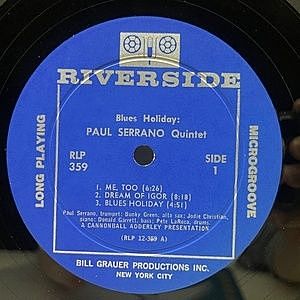 RIVERSIDE
Blues Holiday:
PAUL SERRANO Quintet
LONG PLAYING
MICROGROOVE
RLP
359
SIDE
1
1. ME, TOO (6:26)
2. DREAM OF IGOR (8:18)
3. BLUES HOLIDAY (4:51)
Paul Serrano, trumpet; Bunky Green, alto sax; Jodie Christian,
piano; Donald Garrett, bass; Pete LaRoca, drums.
A CANNONBALL ADDERLEY PRESENTATION
(RLP 12-359 A)
BILL GRAUER PRODUCTIONS INC.
NEW YORK CITY